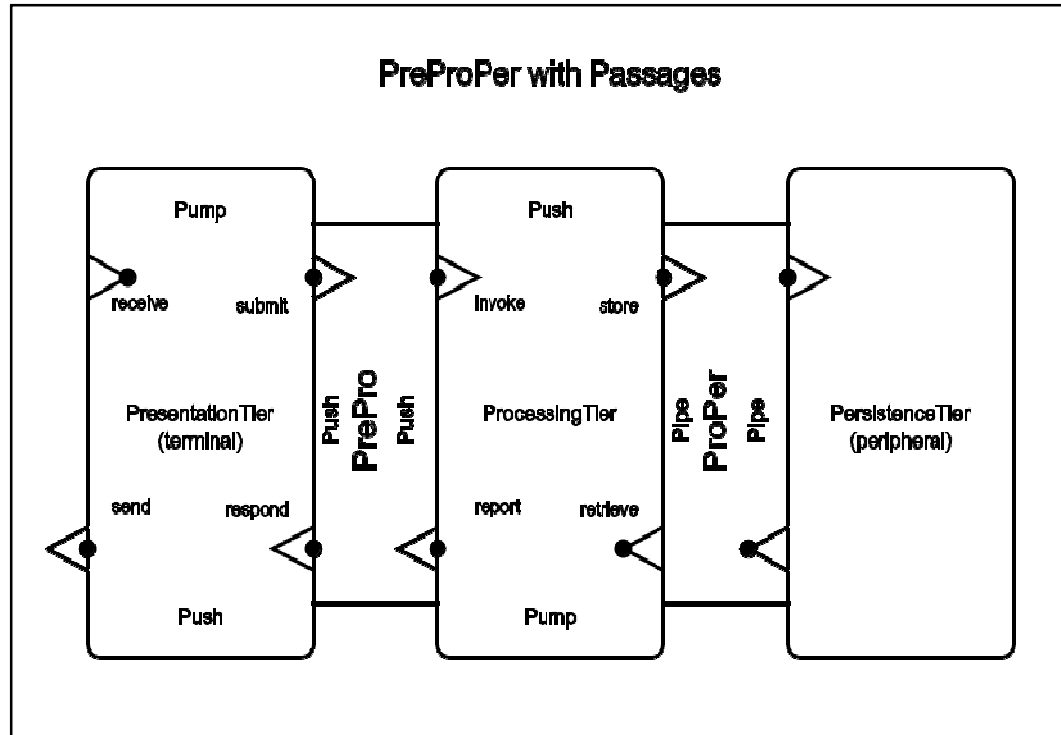 PreProPer with Passages
Pump
receive
submit
PresentationTier
(terminal)
send
respond
Push
Push
PrePro
Push
Push
invoke
store
ProcessingTier
report
retrieve
Pump
Pipe
ProPer
Pipe
PersistenceTier
(peripheral)